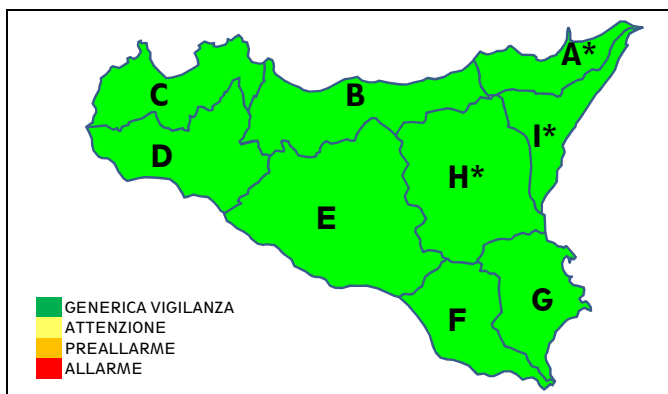 A*
C
B
I*
D
H*
E
G
F
GENERICA VIGILANZA
ATTENZIONE
PREALLARME
ALLARME